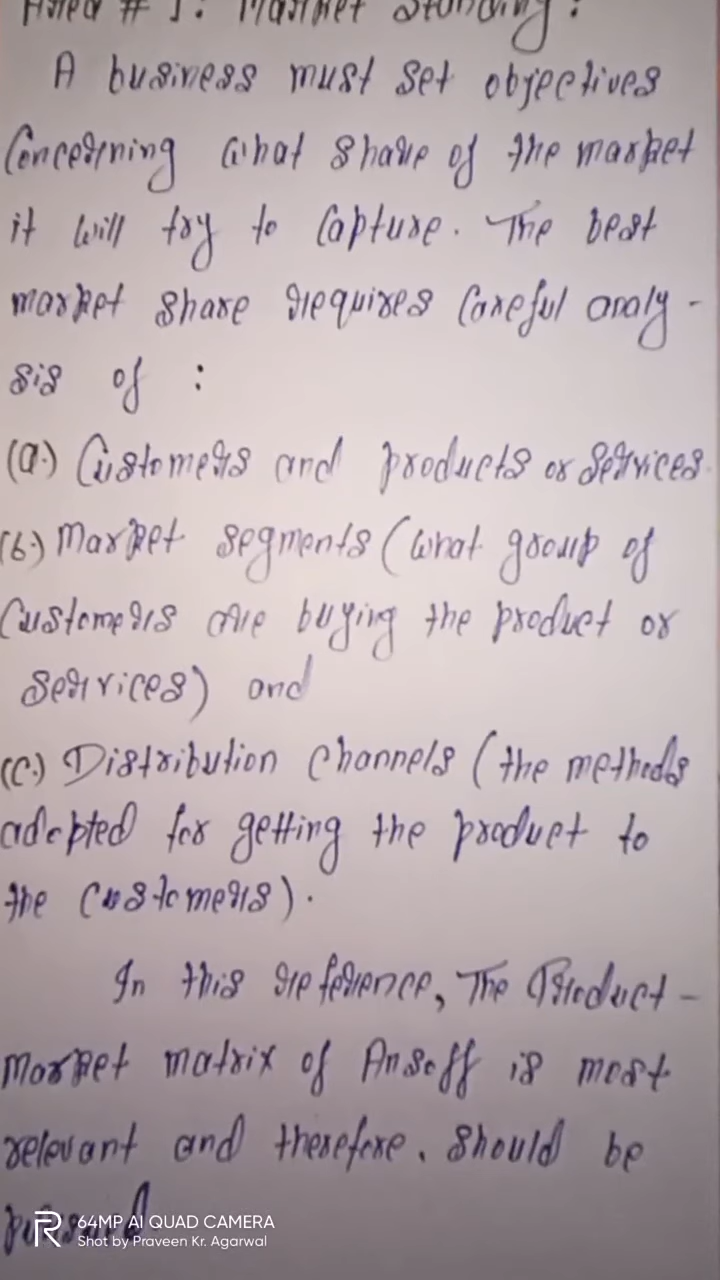 Area # 1: Market Standing:
A business must set objectives
Concerning what share of the market
it will try to Capture. The best
market share requires Careful analy-
sis of :
(a.) Customers and products or Services.
(b.) Market segments (what group of
Customers are buying the product or
services) and
(C.) Distribution Channels (the methods
adopted for getting the product to
the Customers).
In this reference, The Product-
Market matrix of Ansoff is most
relevant and therefore, should be
64MP AI QUAD CAMERA
Shot by Praveen Kr. Agarwal